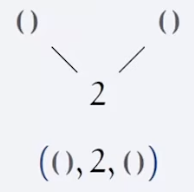 () ()
2
((), 2, ())